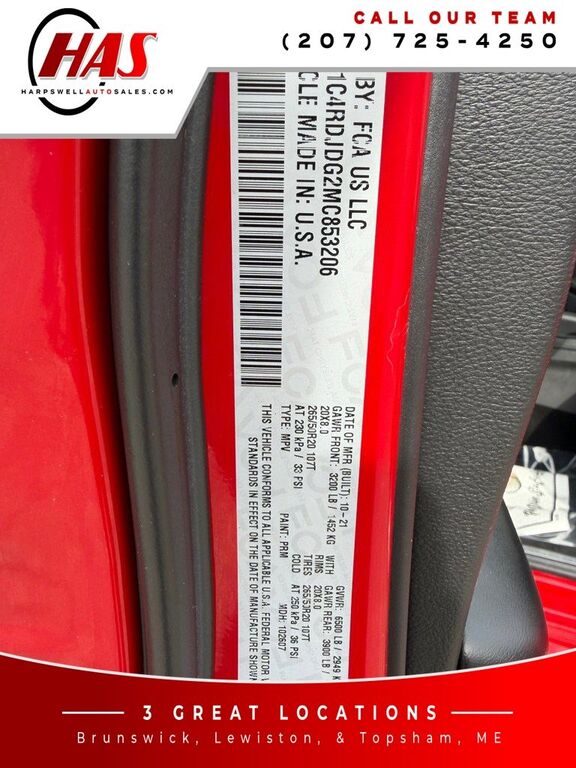 HAS
HARPSWELLAUTOSALES.COM
CALL OUR TEAM
(207) 725-4250
BY: FCA US LLC
1C4RDJDG2MC853206
CLE MADE IN: U.S.A.
DATE OF MFR (BUILT): 10-21 GVWR: 6500 LB / 2949 K
GAWR FRONT: 3200 LB / 1452 KG WITH GAWR REAR: 3900 LB /
20X8.0 RIMS 20X8.0
265/50R20 107T TIRES 265/50R20 107T
AT 230 kPa / 33 PSI COLD AT 250 kPa / 36 PSI
TYPE: MPV PAINT: PRM MDH: 102607
THIS VEHICLE CONFORMS TO ALL APPLICABLE U.S.A. FEDERAL MOTOR V
STANDARDS IN EFFECT ON THE DATE OF MANUFACTURE SHOWN
3 GREAT LOCATIONS
Brunswick, Lewiston, & Topsham, ME